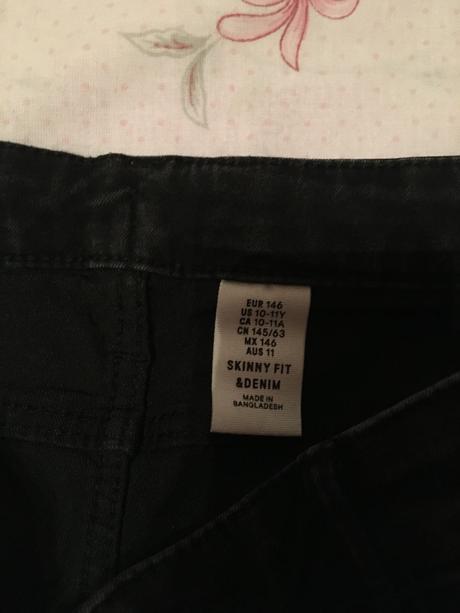 EUR 146
US 10-11Y
CA 10-11A
CN 145/63
MX 146
AUS 11
SKINNY FIT
&DENIM
MADE IN
BANGLADESH